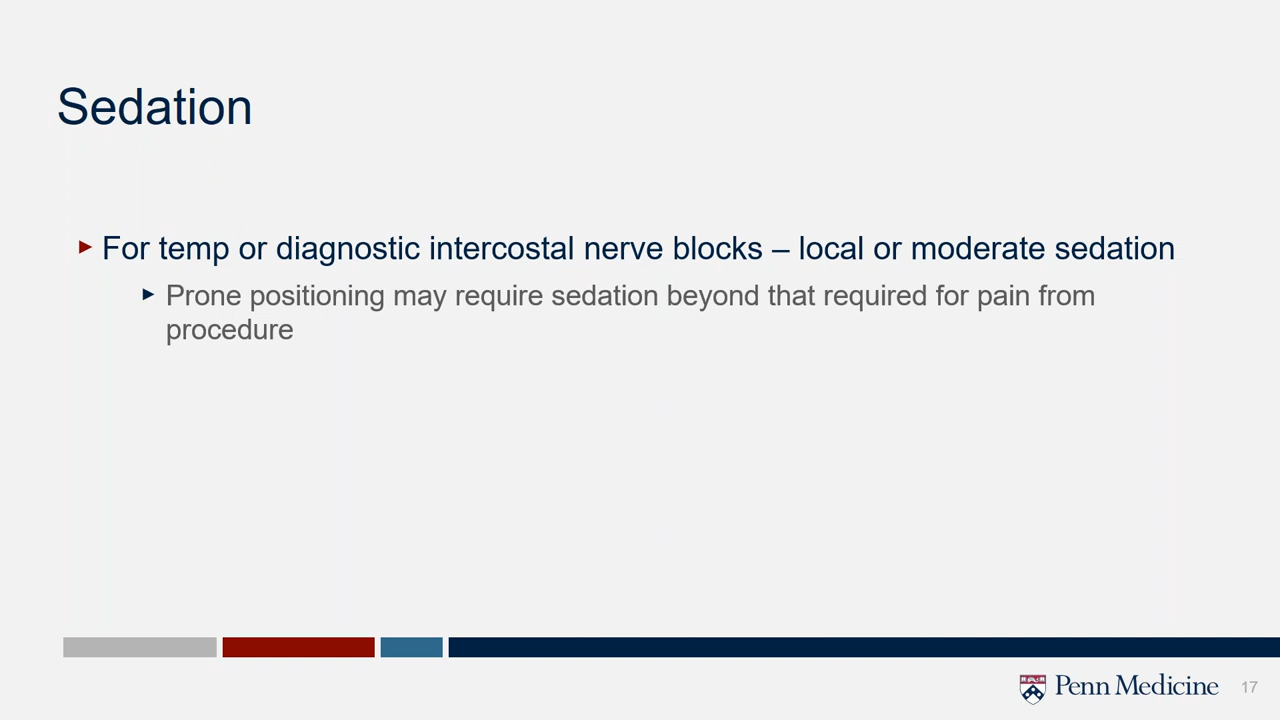 Sedation
▸ For temp or diagnostic intercostal nerve blocks – local or moderate sedation
▸ Prone positioning may require sedation beyond that required for pain from
procedure
Penn Medicine 17